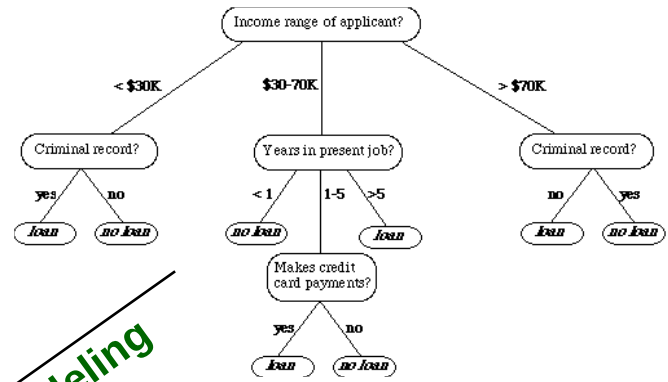 Income range of applicant?
< $30K
$30-70K
> $70K
Criminal record?
Years in present job?
Criminal record?
yes
no
< 1
1-5
>5
no
yes
loan
no loan
no loan
loan
loan
no loan
Makes credit
card payments?
yes
no
loan
no loan
eling